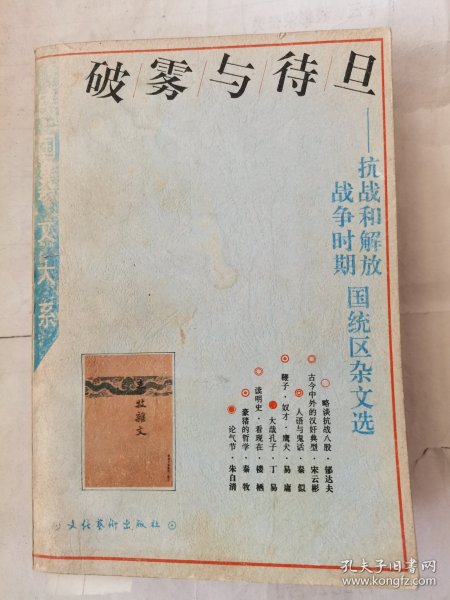 破雾与待旦
——抗战和解放
战争时期
国统区杂文选
略谈抗战八股·郁达夫
古今中外的汉奸典型·宋云彬
人语与鬼话·秦似
鞭子·奴才·鹰犬·易庸
大哉孔子·丁易
谈明史·看现在·楼栖
豪猪的哲学·秦牧
论气节·朱自清
杂文
文化艺术出版社
孔夫子旧书网
www.kongfz.com